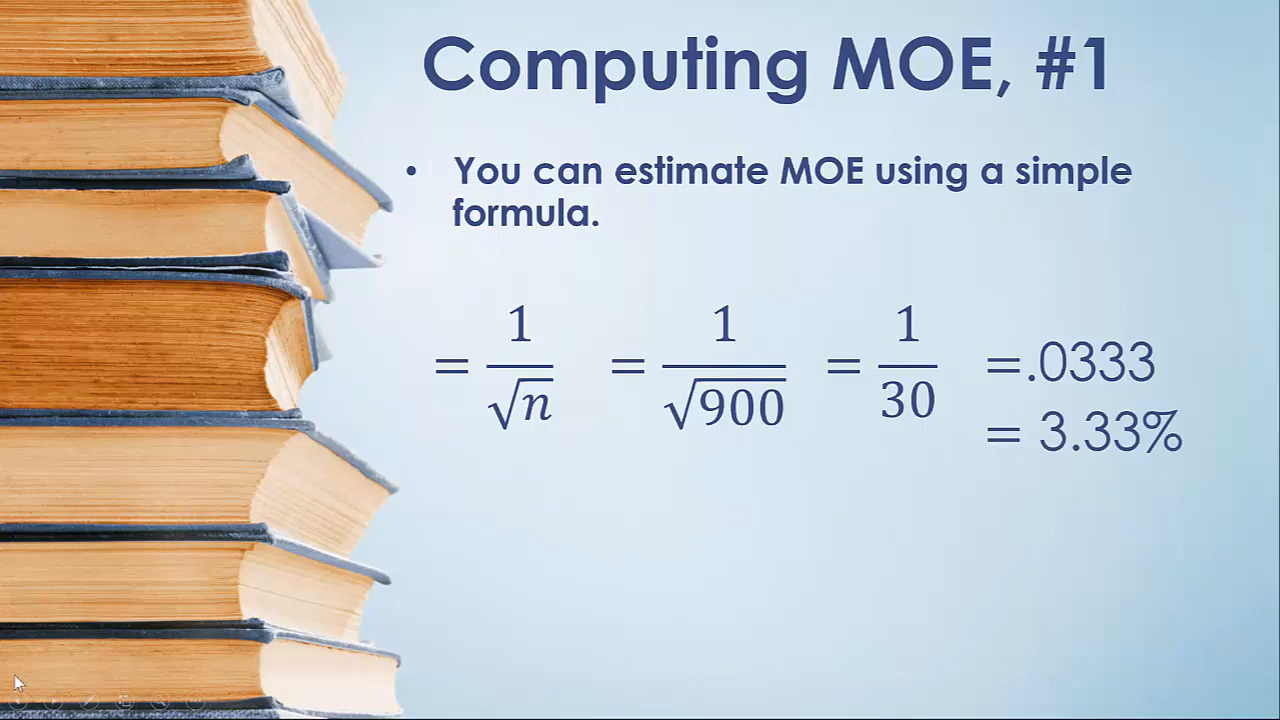 Computing MOE, #1
• You can estimate MOE using a simple
formula.
= 1/√n = 1/√900 = 1/30 =.0333
= 3.33%